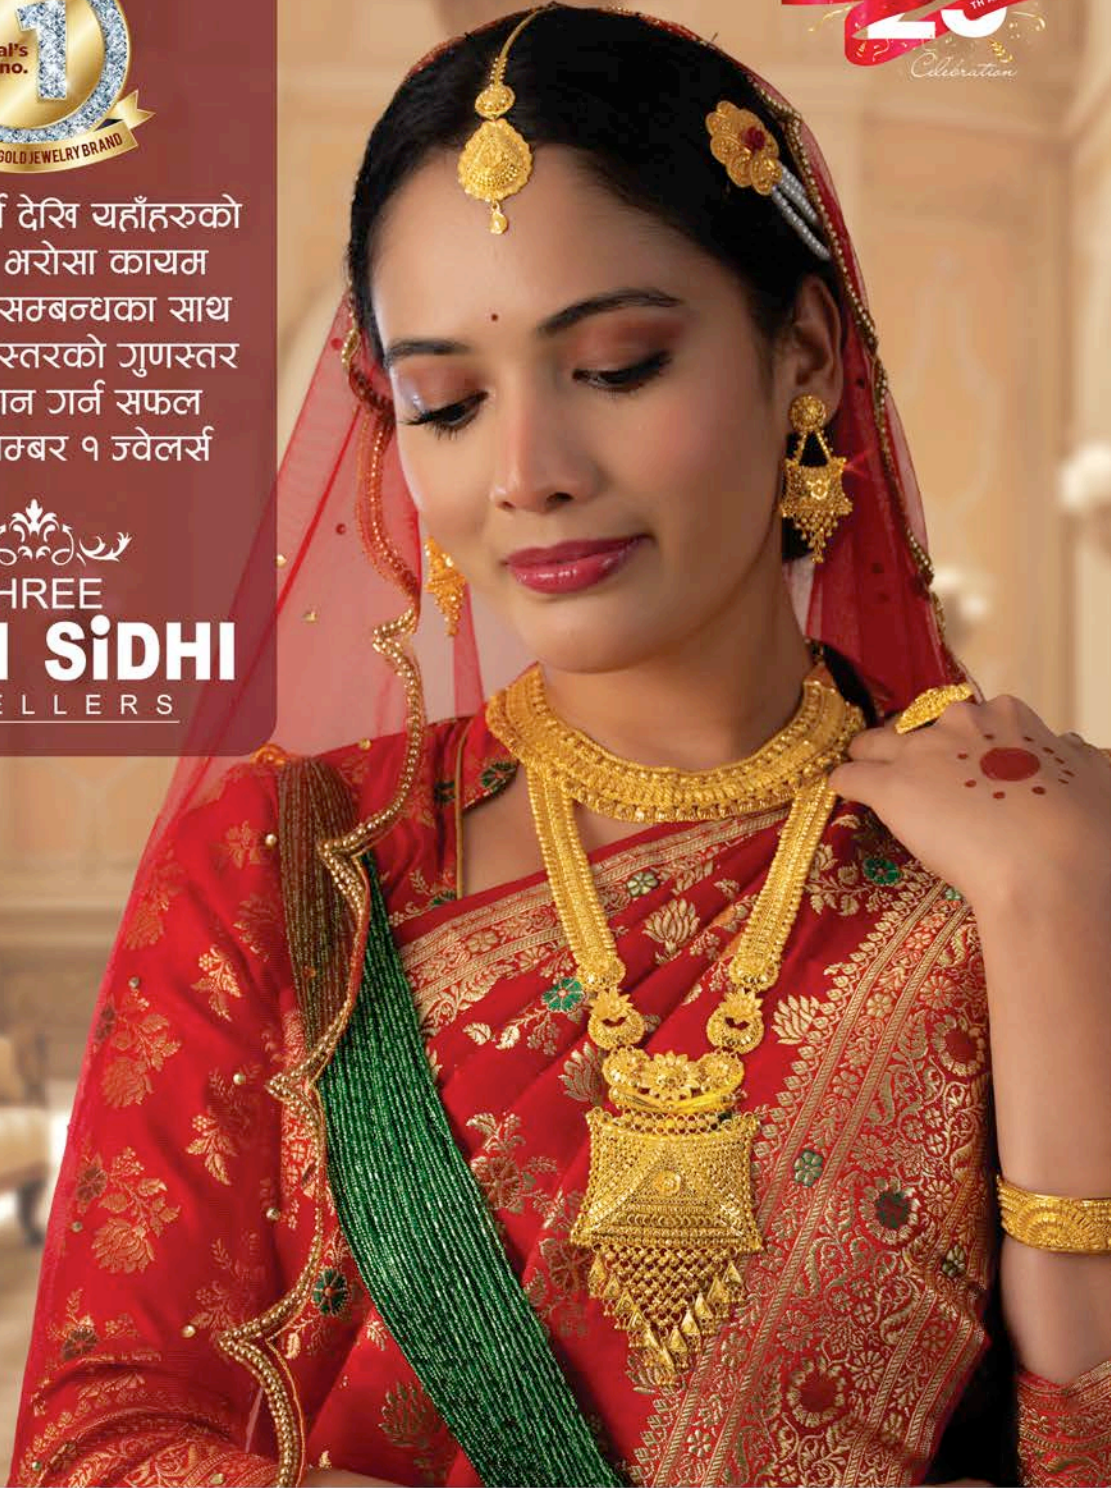 al's
no.
1
GOLD JEWELRY BRAND
देखि यहाँहरुको
भरोसा कायम
सम्बन्धका साथ
स्तरको गुणस्तर
गर्न सफल
१ ज्वेलर्स
HREE
SiDHI
ELLERS
TH
Celebration